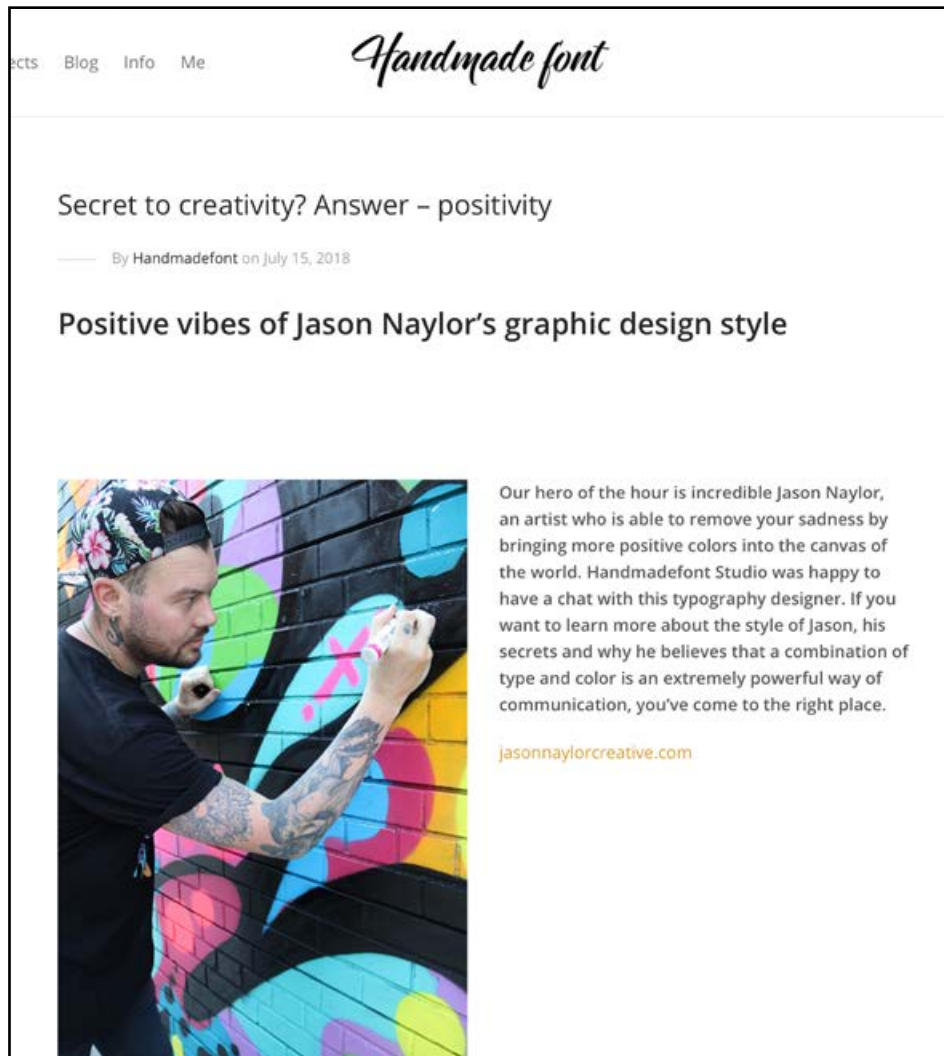 ects Blog Info Me
Handmade font
Secret to creativity? Answer – positivity
By Handmadefont on July 15, 2018
Positive vibes of Jason Naylor’s graphic design style
Our hero of the hour is incredible Jason Naylor,
an artist who is able to remove your sadness by
bringing more positive colors into the canvas of
the world. Handmadefont Studio was happy to
have a chat with this typography designer. If you
want to learn more about the style of Jason, his
secrets and why he believes that a combination of
type and color is an extremely powerful way of
communication, you’ve come to the right place.
jasonnaylorcreative.com